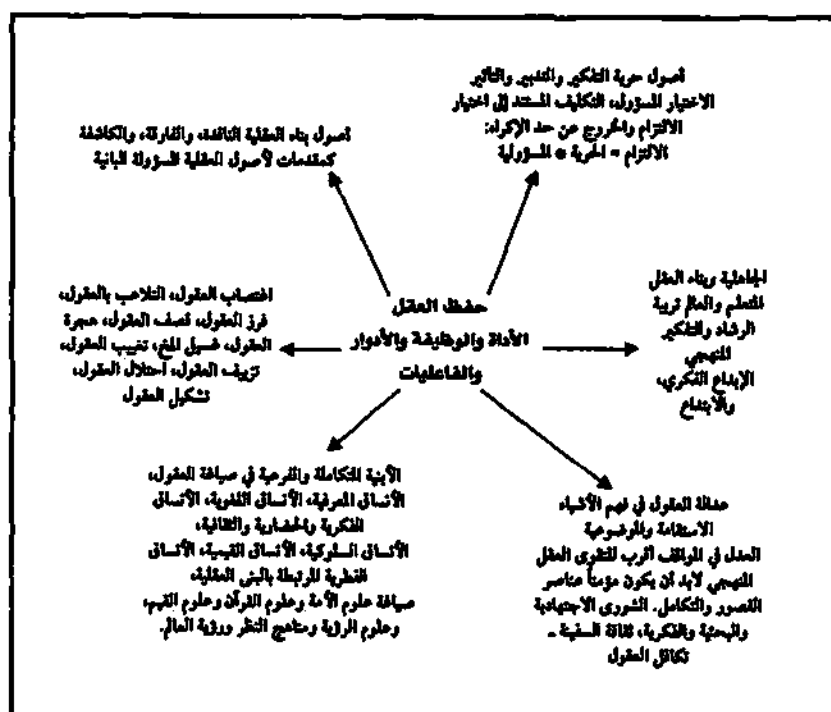 أصول حرية التفكير والتدبير والتأثير
الاختيار المسؤول، التكليف المستند إلى اختيار
الالتزام والخروج عن حد الإكراه:
الالتزام = الحرية * المسؤولية
أصول بناء العقلية الناقدة، والفارقة، والكاشفة
كمقدمات لأصول العقلية المسؤولة البانية
حفظ العقل
الأداة والوظيفة والأدوار
والفاعليات
الجاهلية وبناء العقل
المتعلم والعالم تربية
الرشاد والتفكير
المنهجي
الإبداع الفكري،
والابتداع
اغتصاب العقول، التلاعب بالعقول،
فرز العقول، قصف العقول، هجرة
العقول، غسيل المخ، تغييب العقول،
تزييف العقول، احتلال العقول،
تشكيل العقول
الأبنية المتكاملة والفرعية في صياغة العقول،
الأنساق المعرفية، الأنساق اللغوية، الأنساق
الفكرية والحضارية والثقافية،
الأنساق السلوكية، الأنساق القيمية، الأنساق
الفطرية المرتبطة بالبنى العقلية،
صياغة علوم الأمة وعلوم القرآن وعلوم القيم،
وعلوم الرؤية ومناهج النظر ورؤية العالم.
عدالة العقول في فهم الأشياء
الاستقامة والموضوعية
العدل في المواقف أقرب للتقوى العقل
المنهجي لابد أن يكون مؤمناً عناصر
القصور والتكامل. الشورى الاجتهادية
والبحثية والفكرية، ثقافة السفينة -
تكافل العقول